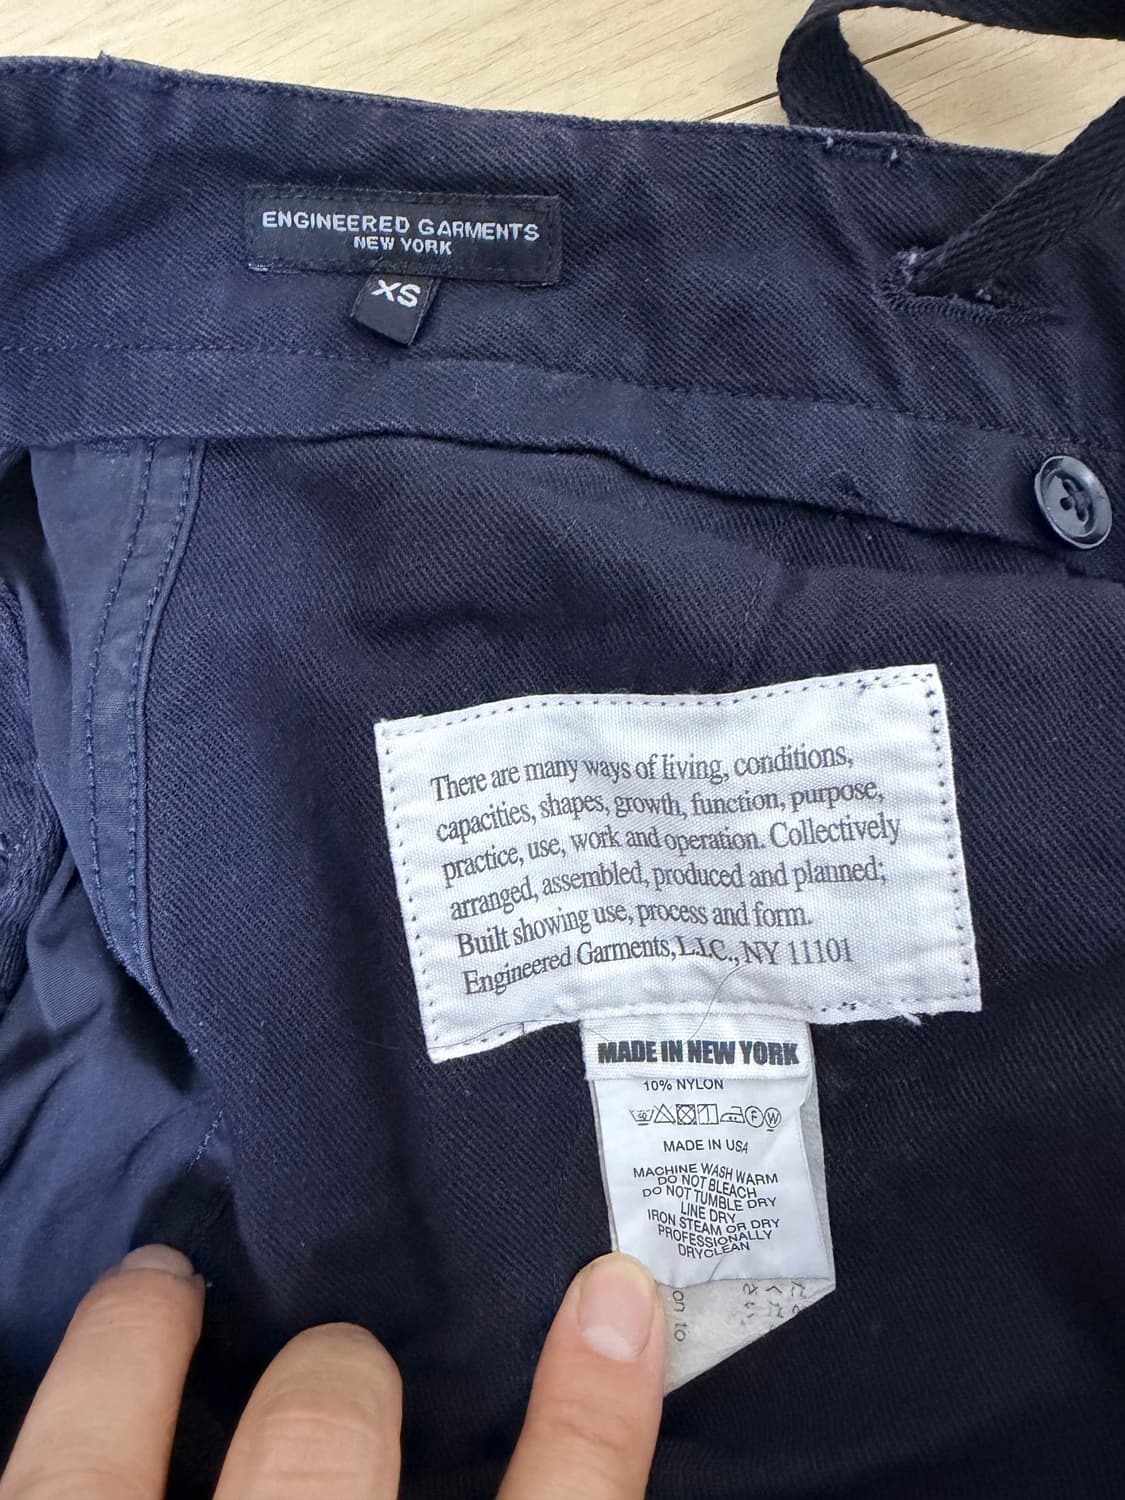 ENGINEERED GARMENTS
NEW YORK
XS
There are many ways of living, conditions,
capacities, shapes, growth, function, purpose,
practice, use, work and operation. Collectively
arranged, assembled, produced and planned;
Built showing use, process and form.
Engineered Garments, L.I.C., NY 11101
MADE IN NEW YORK
10% NYLON
F W
MADE IN USA
MACHINE WASH WARM
DO NOT BLEACH
DO NOT TUMBLE DRY
LINE DRY
IRON STEAM OR DRY
PROFESSIONALLY
DRYCLEAN